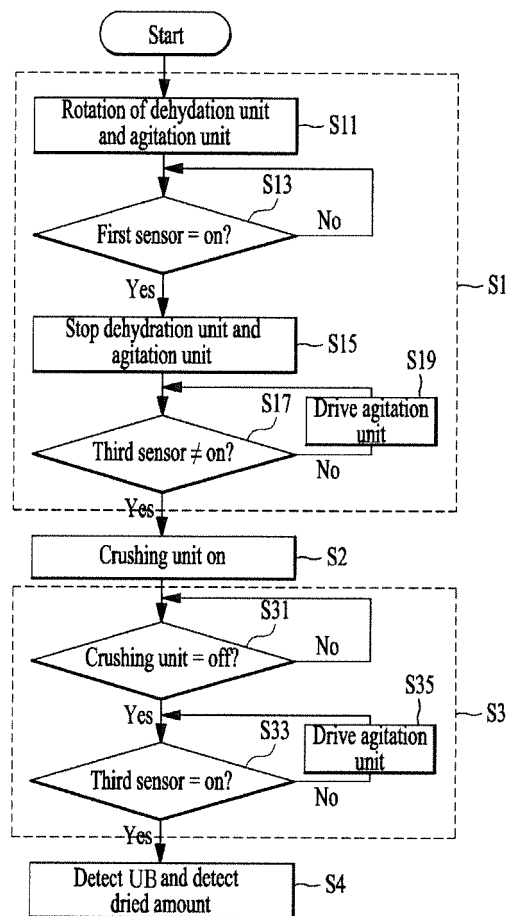 Start
Rotation of dehydation unit
and agitation unit
S11
S13
First sensor = on?
No
Yes
S1
Stop dehydration unit and
agitation unit
S15
S19
S17
Drive agitation
unit
Third sensor ≠ on?
No
Yes
Crushing unit on
S2
S31
Crushing unit = off?
No
Yes
S35
S3
S33
Drive agitation
unit
Third sensor = on?
No
Yes
Detect UB and detect
dried amount
S4